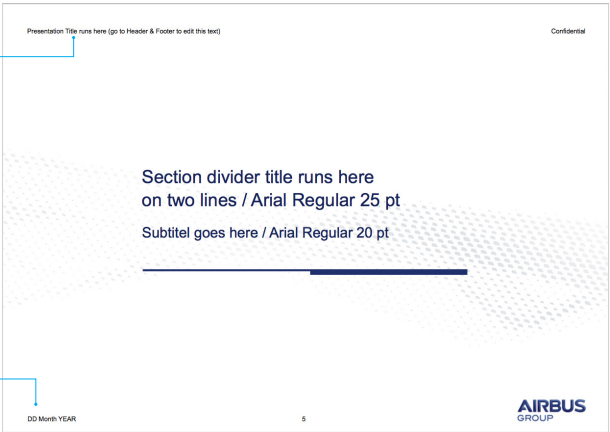 Presentation Title runs here (go to Header & Footer to edit this text)
Confidential
Section divider title runs here
on two lines / Arial Regular 25 pt
Subtitel goes here / Arial Regular 20 pt
DD Month YEAR
5
AIRBUS
GROUP